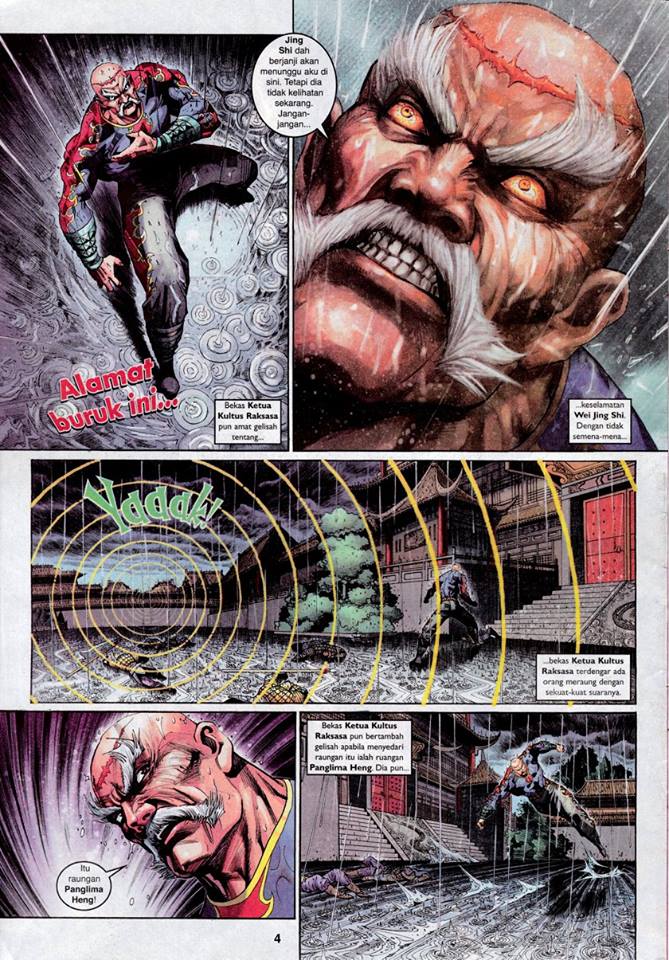 Jing
Shi dah
berjanji akan
menunggu aku di
sini. Tetapi dia
tidak kelihatan
sekarang.
Jangan-
jangan...
Alamat
buruk ini...
Bekas Ketua
Kultus Raksasa
pun amat gelisah
tentang...
...keselamatan
Wei Jing Shi.
Dengan tidak
semena-mena...
Yaaak!
...bekas Ketua Kultus
Raksasa terdengar ada
orang meraung dengan
sekuat-kuat suaranya.
Itu
raungan
Panglima
Heng!
Bekas Ketua Kultus
Raksasa pun bertambah
gelisah apabila menyedari
raungan itu ialah ruangan
Panglima Heng. Dia pun...
4